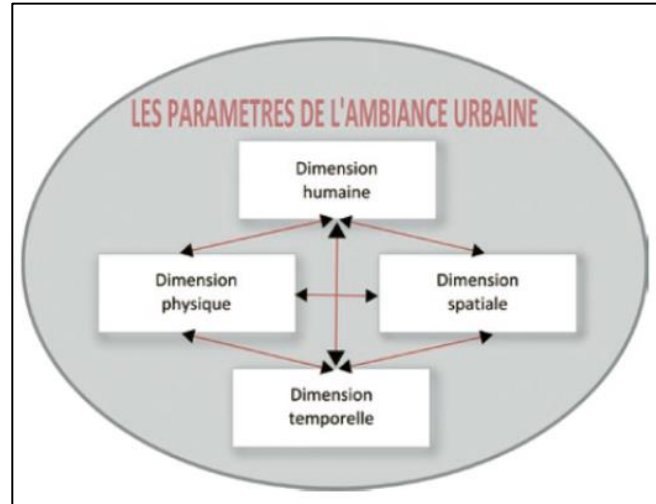 LES PARAMETRES DE L'AMBIANCE URBAINE
Dimension
humaine
Dimension
physique
Dimension
spatiale
Dimension
temporelle